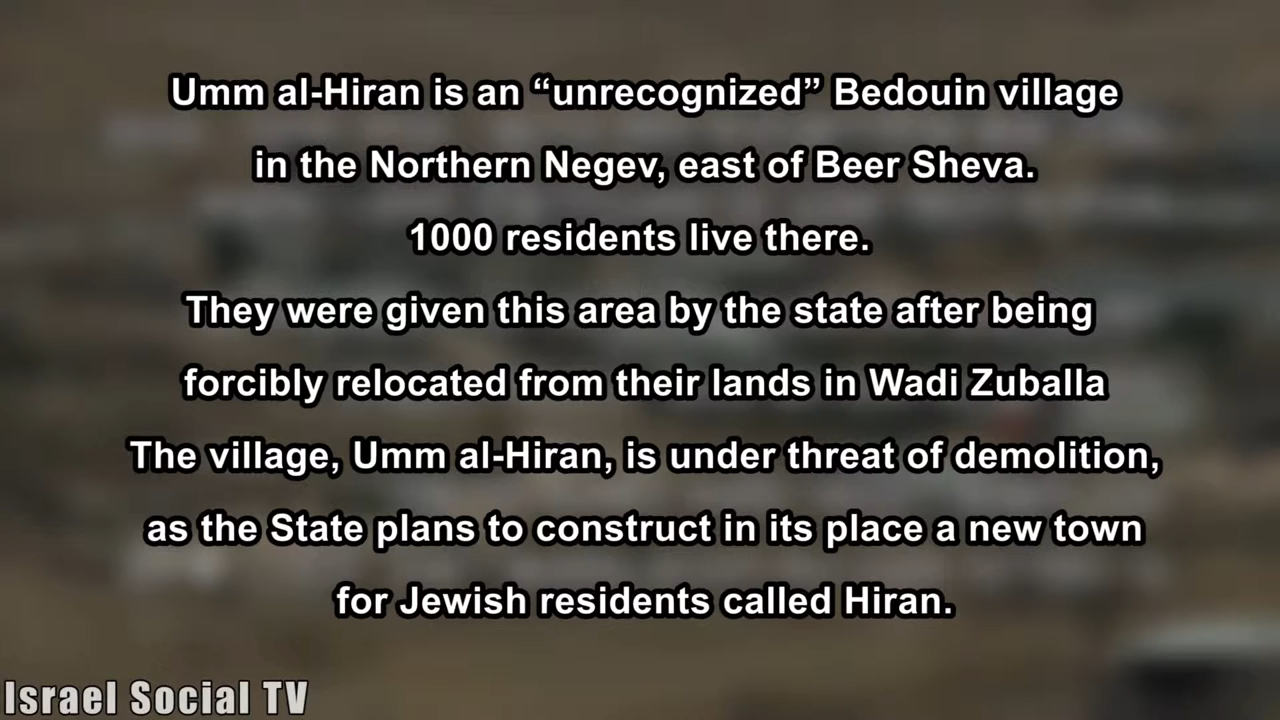 Umm al-Hiran is an “unrecognized” Bedouin village
in the Northern Negev, east of Beer Sheva.
1000 residents live there.
They were given this area by the state after being
forcibly relocated from their lands in Wadi Zuballa
The village, Umm al-Hiran, is under threat of demolition,
as the State plans to construct in its place a new town
for Jewish residents called Hiran.
Israel Social TV